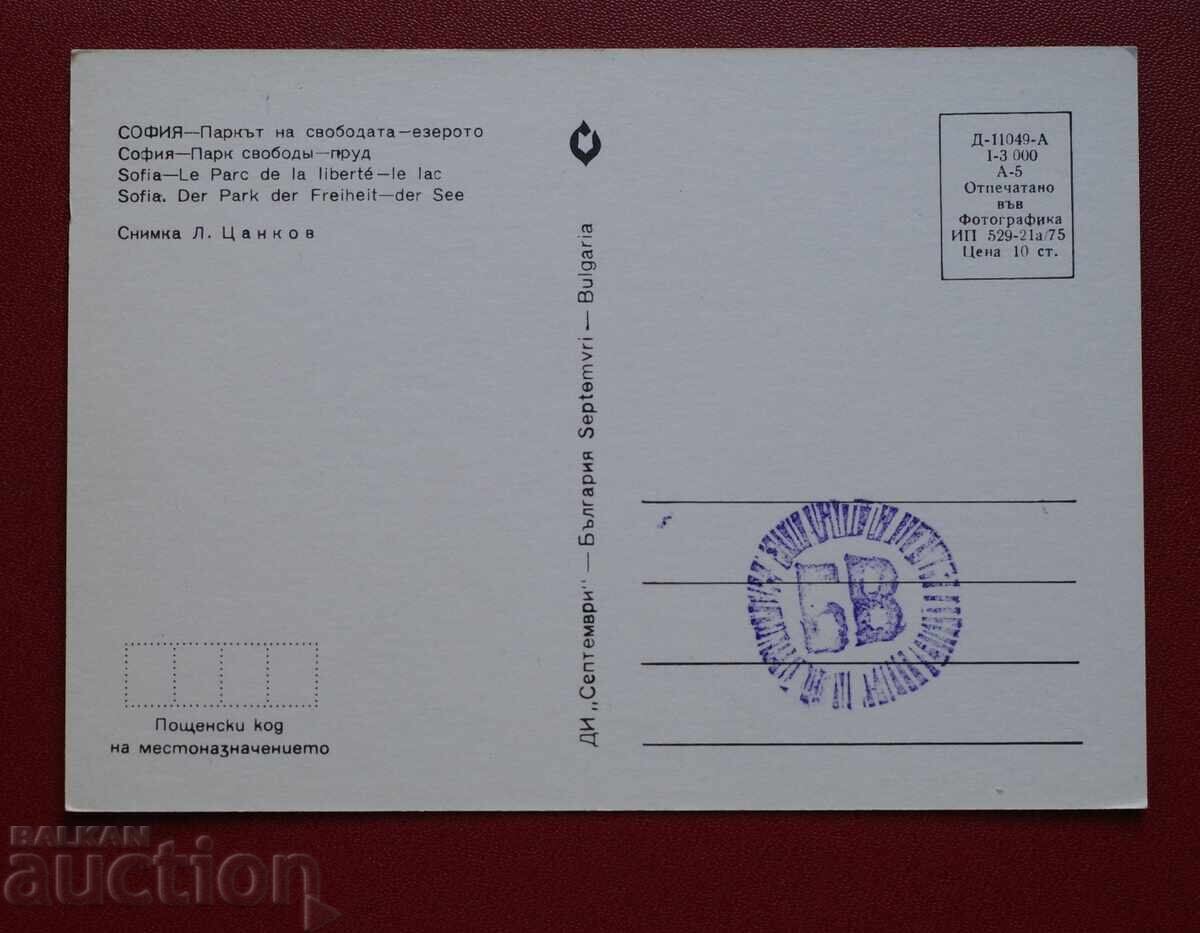 СОФИЯ—Паркът на свободата—езерото
София—Парк свободы—пруд
Sofia—Le Parc de la liberté—le lac
Sofia. Der Park der Freiheit—der See
Снимка Л. Цанков
Пощенски код
на местоназначението
ДИ „Септември" — България Septemvri — Bulgaria
Д-11049-А
I-3 000
А-5
Отпечатано
във
Фотографика
ИП 529-21а/75
Цена 10 ст.
БВ
BALKAN
auction